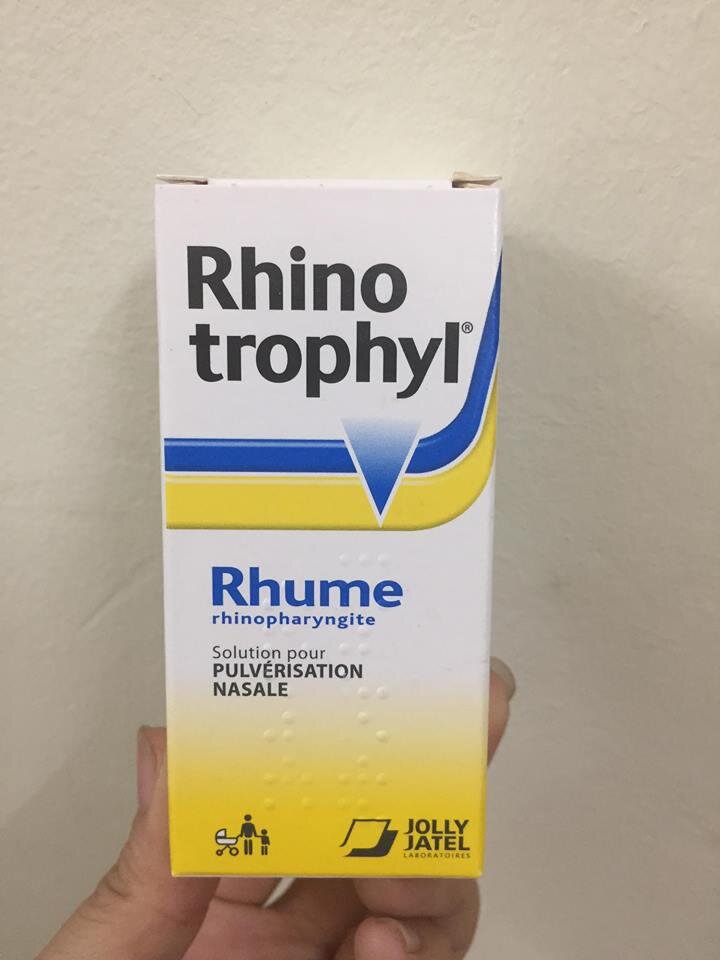 Rhino
trophyl®
Rhume
rhinopharyngite
Solution pour
PULVÉRISATION
NASALE
JOLLY
JATEL
LABORATOIRES